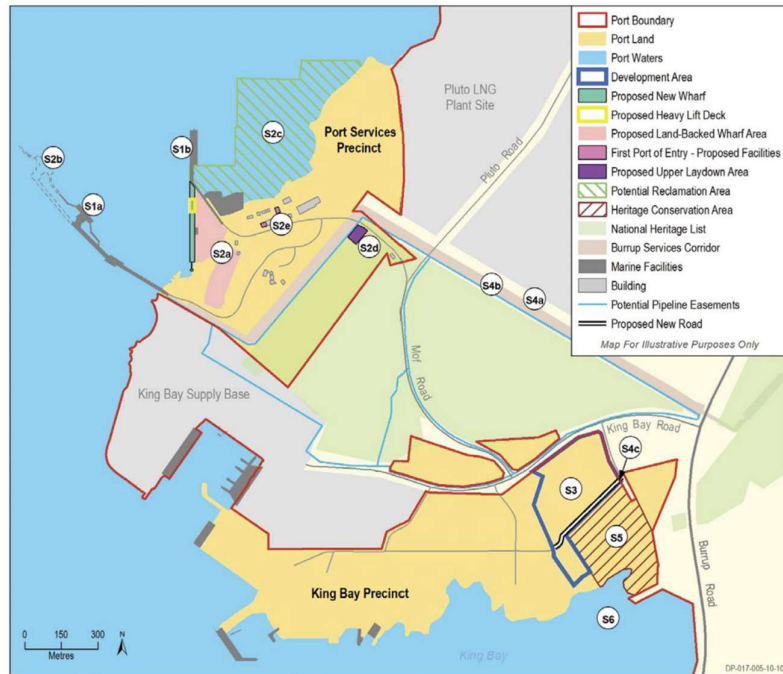 Port Boundary
Port Land
Port Waters
Development Area
Proposed New Wharf
Proposed Heavy Lift Deck
Proposed Land-Backed Wharf Area
First Port of Entry - Proposed Facilities
Proposed Upper Laydown Area
Potential Reclamation Area
Heritage Conservation Area
National Heritage List
Burrup Services Corridor
Marine Facilities
Building
Potential Pipeline Easements
Proposed New Road
Map For Illustrative Purposes Only
Pluto LNG
Plant Site
S2c
Port Services
Precinct
S1b
S2b
S1a
Pluto Road
S2e
S2a
S2d
S4b
S4a
Mof
Road
King Bay Supply Base
King Bay Road
S4c
S3
S5
Burrup
Road
King Bay Precinct
S6
King Bay
0 150 300
Metres
N
DP-017-005-10-10